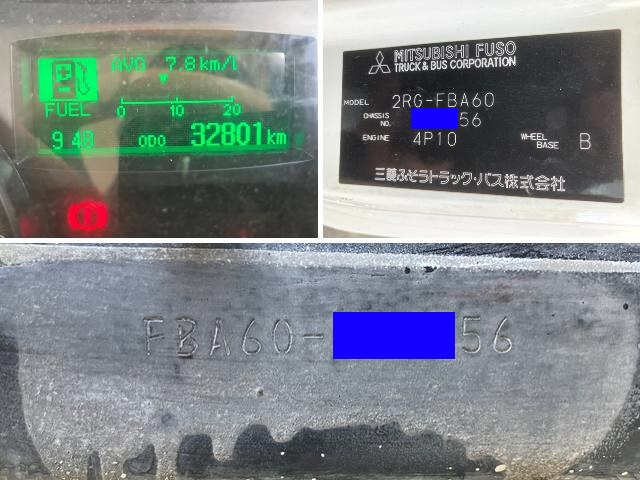 AVG 7.8km/l
FUEL
0 10 20
9:40 ODO 32801km
MITSUBISHI FUSO
TRUCK & BUS CORPORATION
MODEL 2RG-FBA60
CHASSIS NO. 56
ENGINE 4P10 WHEEL BASE B
三菱ふそうトラック・バス株式会社
FBA60- 56